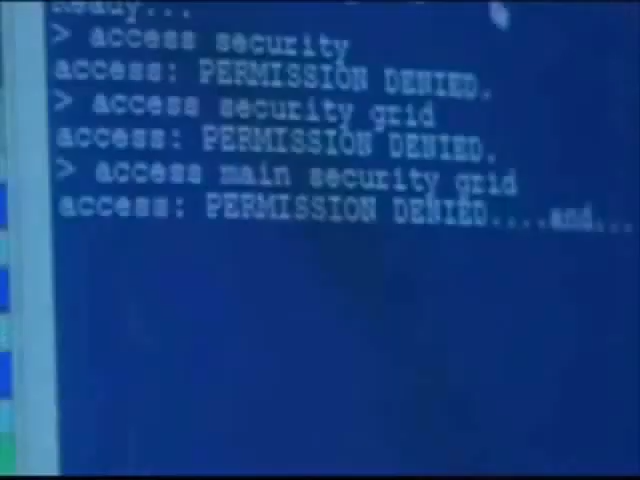 Ready...
> access security
access: PERMISSION DENIED.
> access security grid
access: PERMISSION DENIED.
> access main security grid
access: PERMISSION DENIED....and...